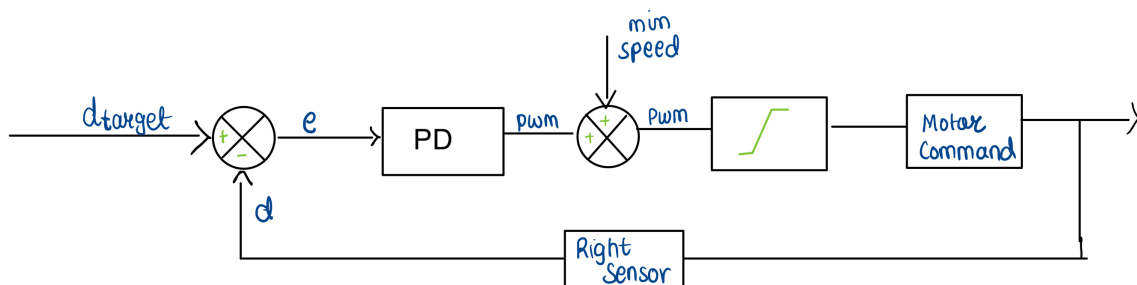 min
speed
dtarget
e
PD
pwm
pwm
Motor
Command
d
Right
Sensor